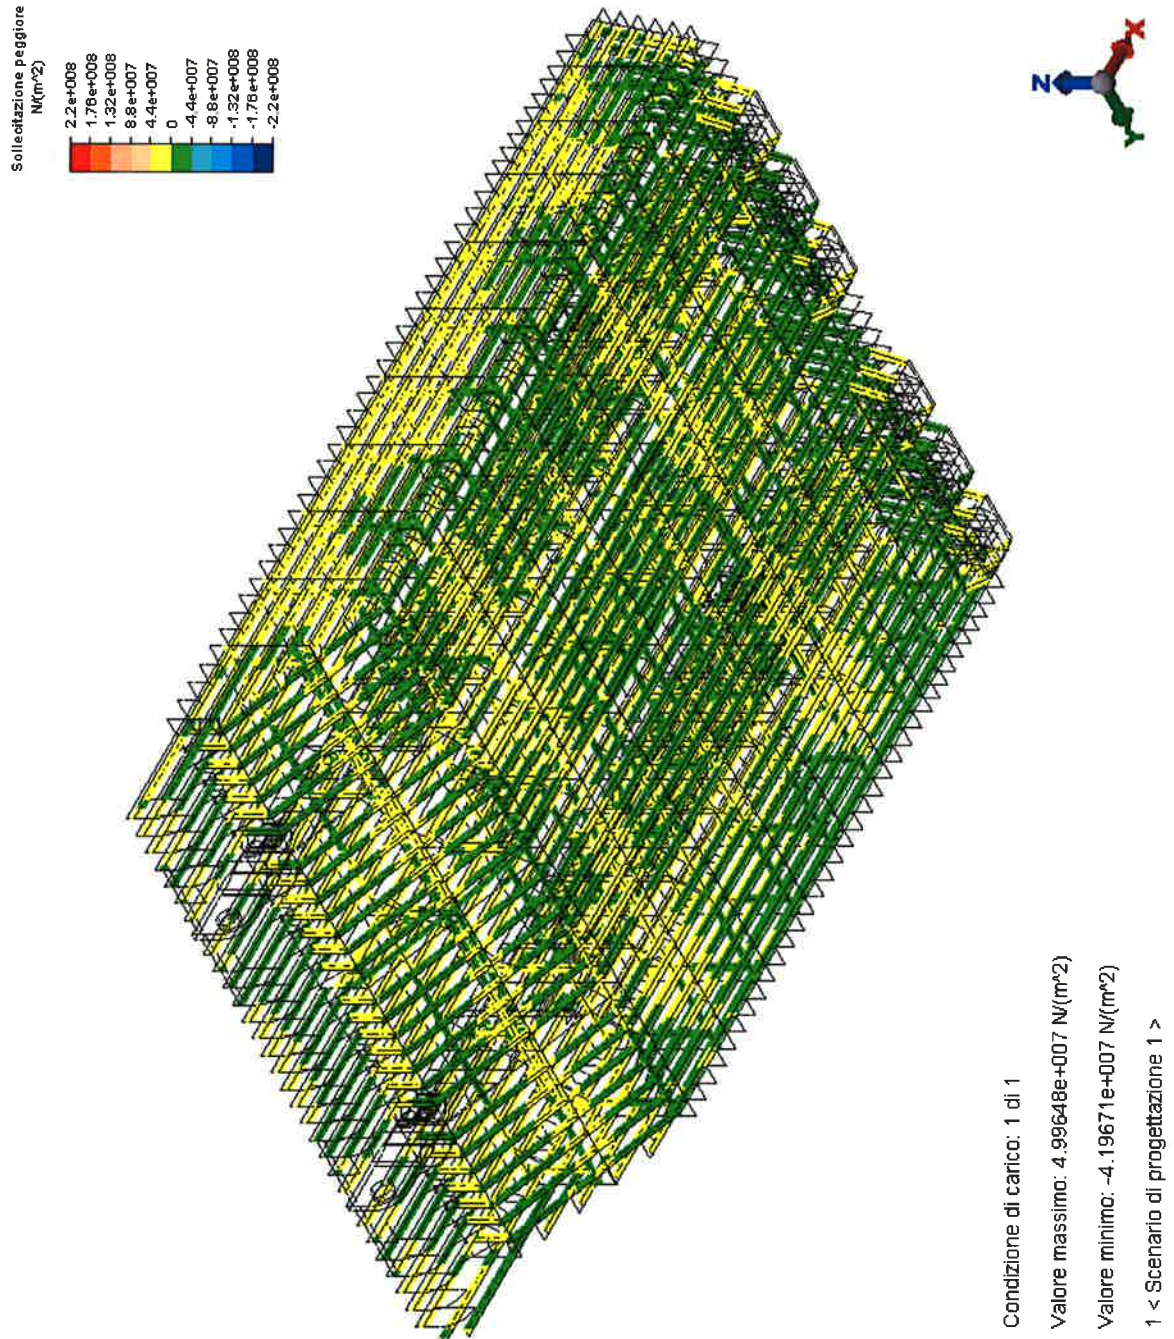 Sollecitazione peggiore
N/(m^2)
2.2e+008
1.76e+008
1.32e+008
8.8e+007
4.4e+007
0
-4.4e+007
-8.8e+007
-1.32e+008
-1.76e+008
-2.2e+008
X
Y
Z
Condizione di carico: 1 di 1
Valore massimo: 4.99648e+007 N/(m^2)
Valore minimo: -4.19671e+007 N/(m^2)
1 < Scenario di progettazione 1 >